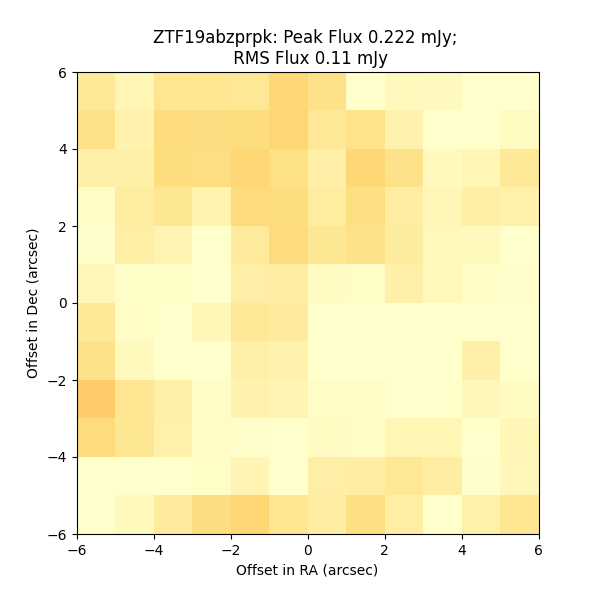 ZTF19abzprpk: Peak Flux 0.222 mJy;
RMS Flux 0.11 mJy
6
4
2
0
−2
−4
−6
Offset in Dec (arcsec)
−6 −4 −2 0 2 4 6
Offset in RA (arcsec)